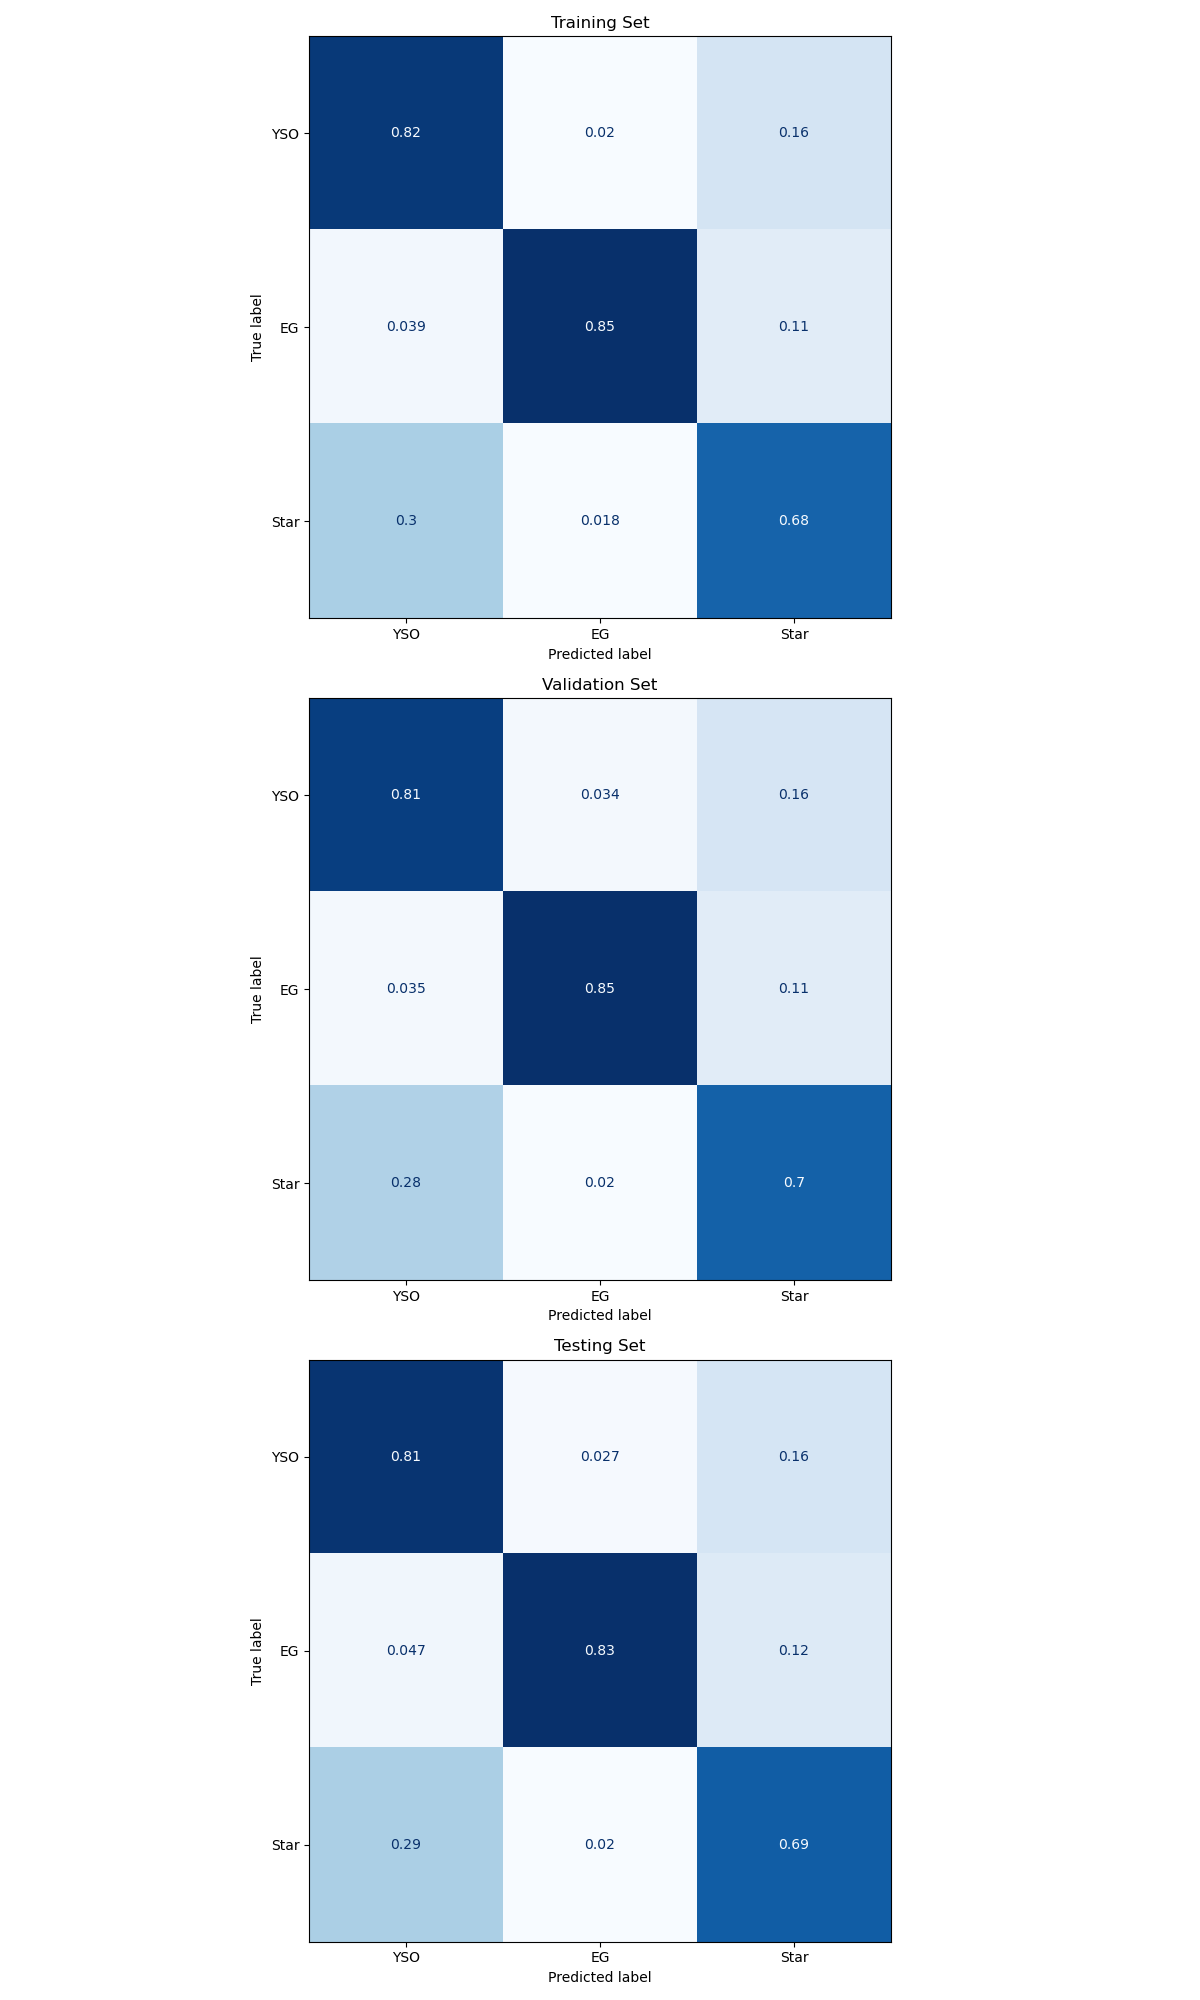 Training Set
YSO
0.82
0.02
0.16
True label
EG
0.039
0.85
0.11
Star
0.3
0.018
0.68
YSO
EG
Star
Predicted label
Validation Set
YSO
0.81
0.034
0.16
True label
EG
0.035
0.85
0.11
Star
0.28
0.02
0.7
YSO
EG
Star
Predicted label
Testing Set
YSO
0.81
0.027
0.16
True label
EG
0.047
0.83
0.12
Star
0.29
0.02
0.69
YSO
EG
Star
Predicted label